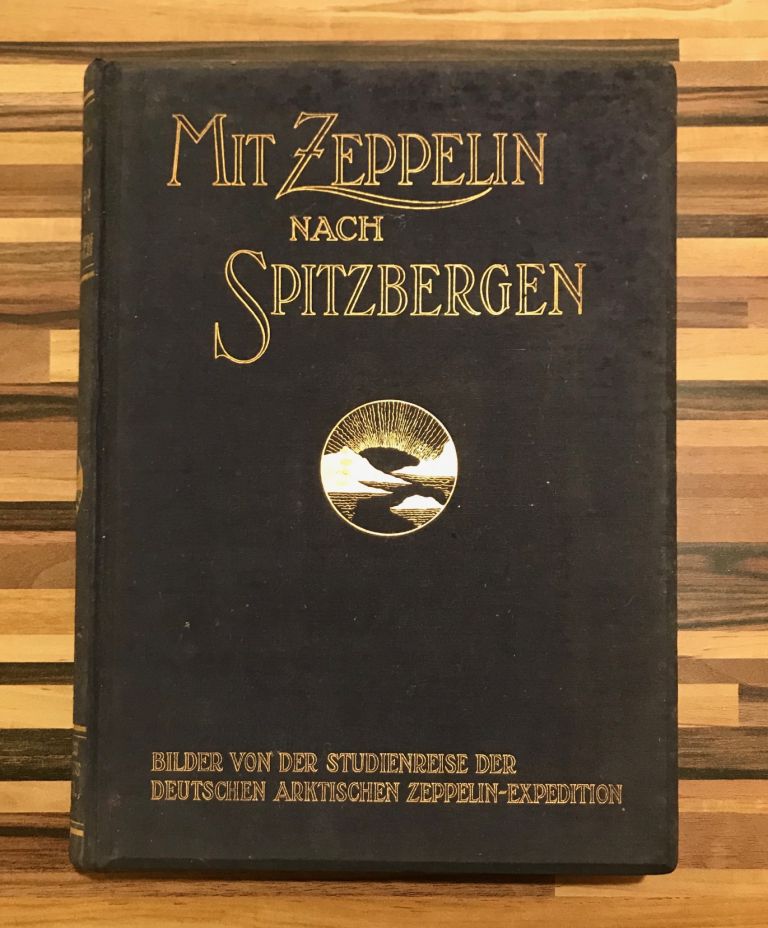 MIT ZEPPELIN
NACH
SPITZBERGEN
BILDER VON DER STUDIENREISE DER
DEUTSCHEN ARKTISCHEN ZEPPELIN-EXPEDITION